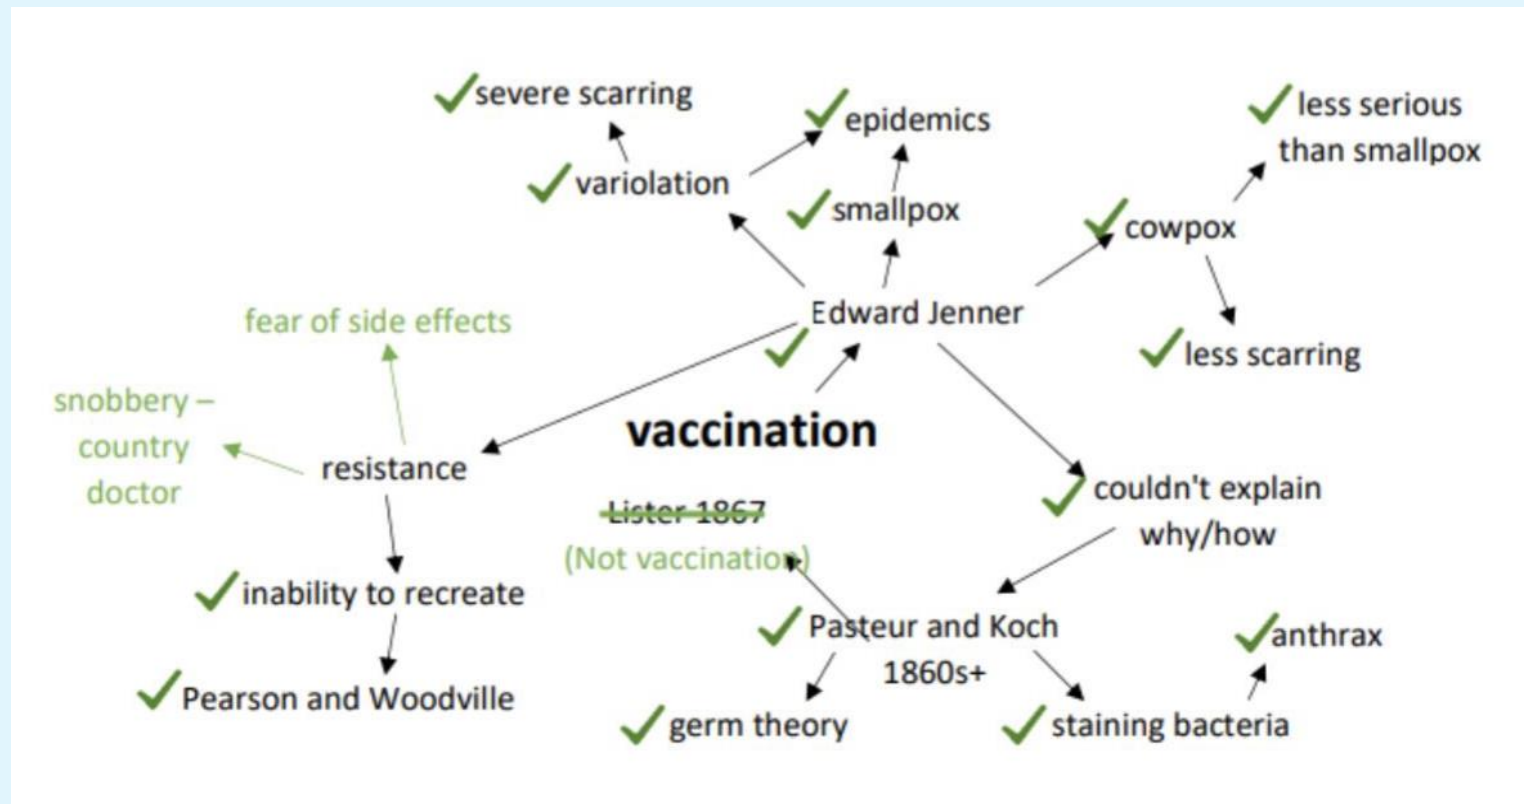 severe scarring
epidemics
less serious
than smallpox
variolation
smallpox
cowpox
Edward Jenner
fear of side effects
less scarring
snobbery –
country
doctor
vaccination
resistance
couldn't explain
why/how
Lister 1867
(Not vaccination)
inability to recreate
Pasteur and Koch
1860s+
anthrax
Pearson and Woodville
germ theory
staining bacteria